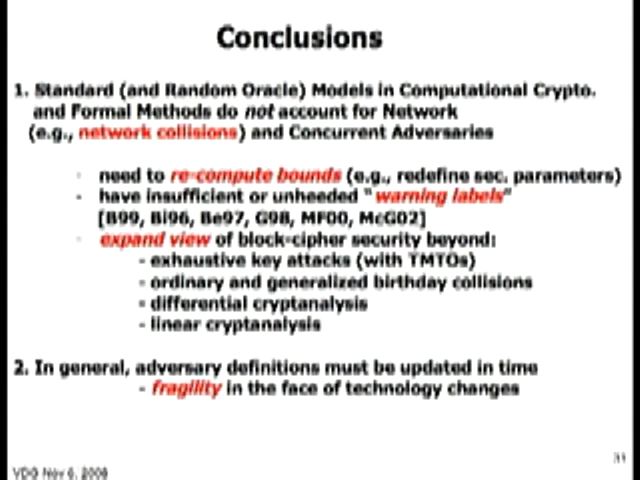 Conclusions
1. Standard (and Random Oracle) Models in Computational Crypto.
and Formal Methods do not account for Network
(e.g., network collisions) and Concurrent Adversaries
- need to re-compute bounds (e.g., redefine sec. parameters)
- have insufficient or unheeded "warning labels"
[B99, Bi96, Be97, G98, MF00, McG02]
- expand view of block-cipher security beyond:
- exhaustive key attacks (with TMTOs)
- ordinary and generalized birthday collisions
- differential cryptanalysis
- linear cryptanalysis
2. In general, adversary definitions must be updated in time
- fragility in the face of technology changes
31
VDG Nov 6, 2008